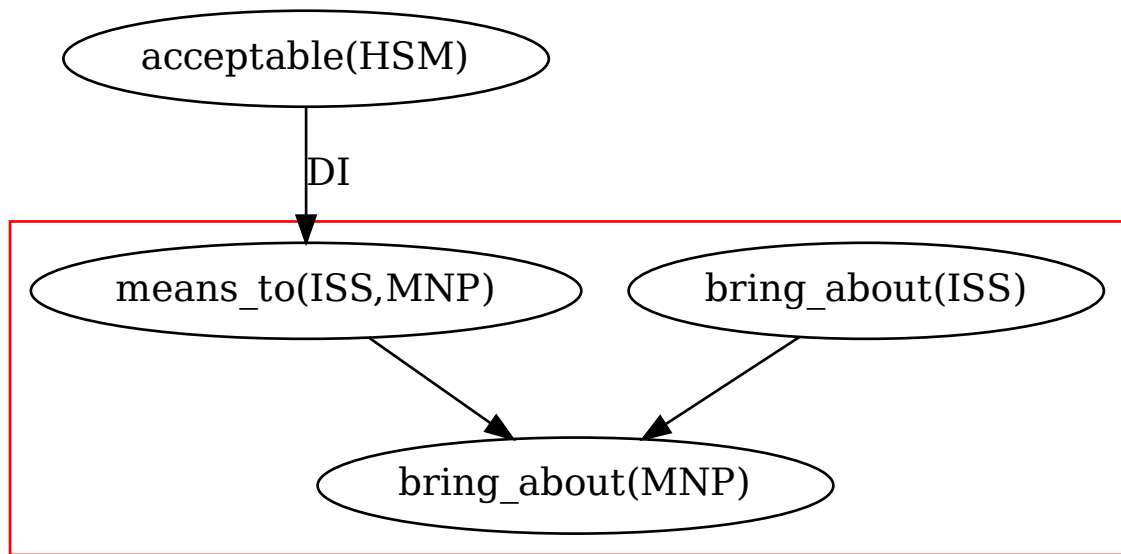 acceptable(HSM)
DI
means_to(ISS,MNP)
bring_about(ISS)
bring_about(MNP)